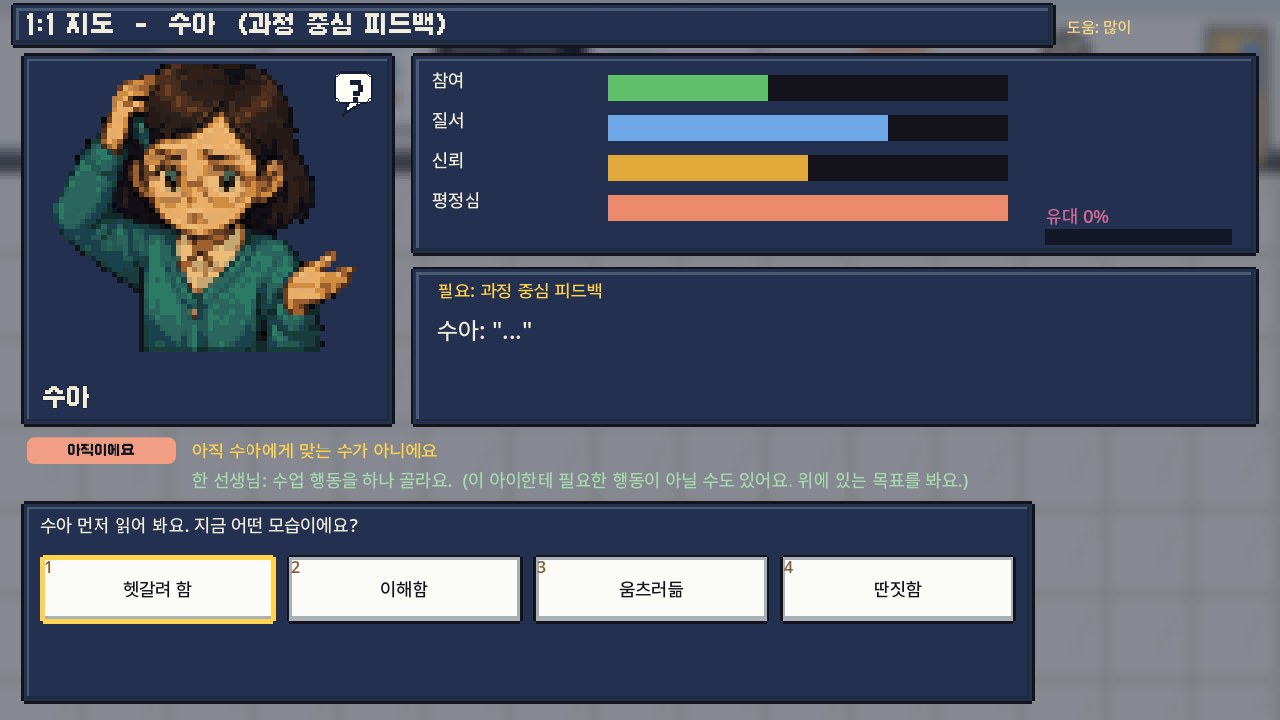 1:1 지도 - 수아 (과정 중심 피드백)
도움: 많이
?
참여
질서
신뢰
평정심
유대 0%
필요: 과정 중심 피드백
수아: "..."
수아
아직이에요
아직 수아에게 맞는 수가 아니에요
한 선생님: 수업 행동을 하나 골라요. (이 아이한테 필요한 행동이 아닐 수도 있어요. 위에 있는 목표를 봐요.)
수아 먼저 읽어 봐요. 지금 어떤 모습이에요?
1 헷갈려 함
2 이해함
3 움츠러듦
4 딴짓함